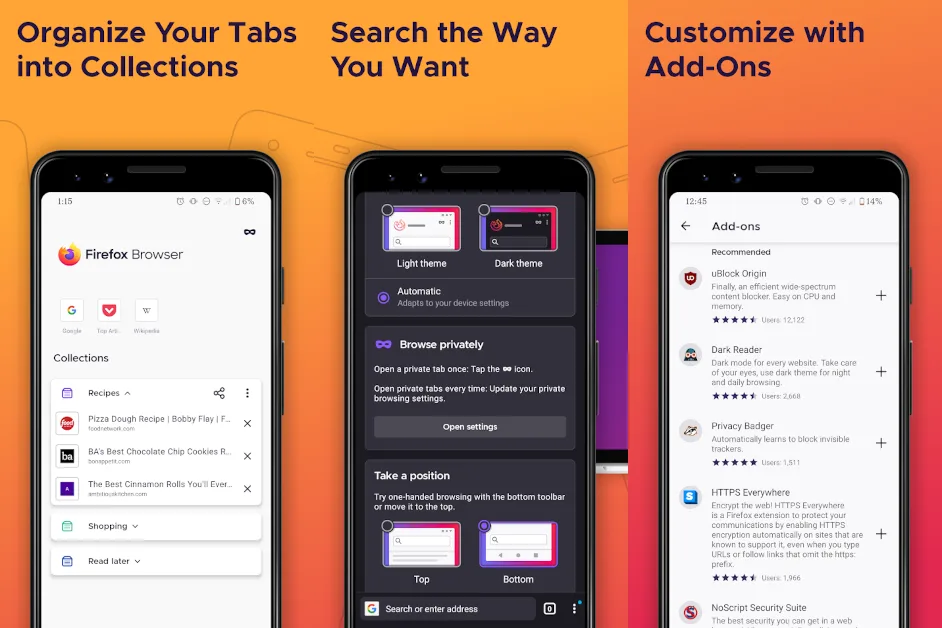 Organize Your Tabs
into Collections
1:15
6%
Firefox Browser
Google
Top Arti...
W
Wikipedia
Collections
Recipes
food
Pizza Dough Recipe | Bobby Flay | F...
foodnetwork.com
ba
BA's Best Chocolate Chip Cookies R...
bonappetit.com
A
The Best Cinnamon Rolls You'll Ever...
ambitiouskitchen.com
Shopping
Read later
Search the Way
You Want
Light theme
Dark theme
Automatic
Adapts to your device settings
Browse privately
Open a private tab once: Tap the icon.
Open private tabs every time: Update your private
browsing settings.
Open settings
Take a position
Try one-handed browsing with the bottom toolbar
or move it to the top.
Top
Bottom
G
Search or enter address
0
Customize with
Add-Ons
12:45
14%
Add-ons
Recommended
uBlock Origin
Finally, an efficient wide-spectrum
content blocker. Easy on CPU and
memory.
Users: 12,122
Dark Reader
Dark mode for every website. Take care
of your eyes, use dark theme for night
and daily browsing.
Users: 2,668
Privacy Badger
Automatically learns to block invisible
trackers.
Users: 1,511
S
HTTPS Everywhere
Encrypt the web! HTTPS Everywhere
is a Firefox extension to protect your
communications by enabling HTTPS
encryption automatically on sites that are
known to support it, even when you type
URLs or follow links that omit the https:
prefix.
Users: 1,966
S
NoScript Security Suite
The best security you can get in a web